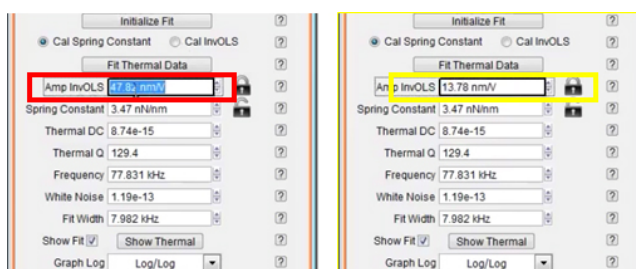 Initialize Fit ?
Cal Spring Constant Cal InvOLS ?
Fit Thermal Data ?
Amp InvOLS 47.82 nm/V ?
Spring Constant 3.47 nN/nm ?
Thermal DC 8.74e-15 ?
Thermal Q 129.4 ?
Frequency 77.831 kHz ?
White Noise 1.19e-13 ?
Fit Width 7.982 kHz ?
Show Fit Show Thermal ?
Graph Log Log/Log ?
Initialize Fit ?
Cal Spring Constant Cal InvOLS ?
Fit Thermal Data ?
Amp InvOLS 13.78 nm/V ?
Spring Constant 3.47 nN/nm ?
Thermal DC 8.74e-15 ?
Thermal Q 129.4 ?
Frequency 77.831 kHz ?
White Noise 1.19e-13 ?
Fit Width 7.982 kHz ?
Show Fit Show Thermal ?
Graph Log Log/Log ?